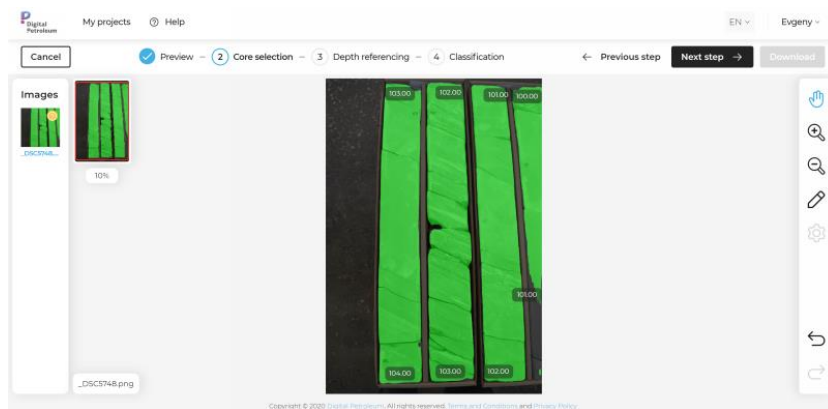 Digital
Petroleum
My projects
Help
EN
Evgeny
Cancel
Preview – 2 Core selection – 3 Depth referencing – 4 Classification
← Previous step
Next step →
Download
Images
_DSC5748...
10%
103.00
102.00
101.00
100.00
101.00
104.00
103.00
102.00
_DSC5748.png
Copyright © 2020 Digital Petroleum. All rights reserved. Terms and Conditions and Privacy Policy